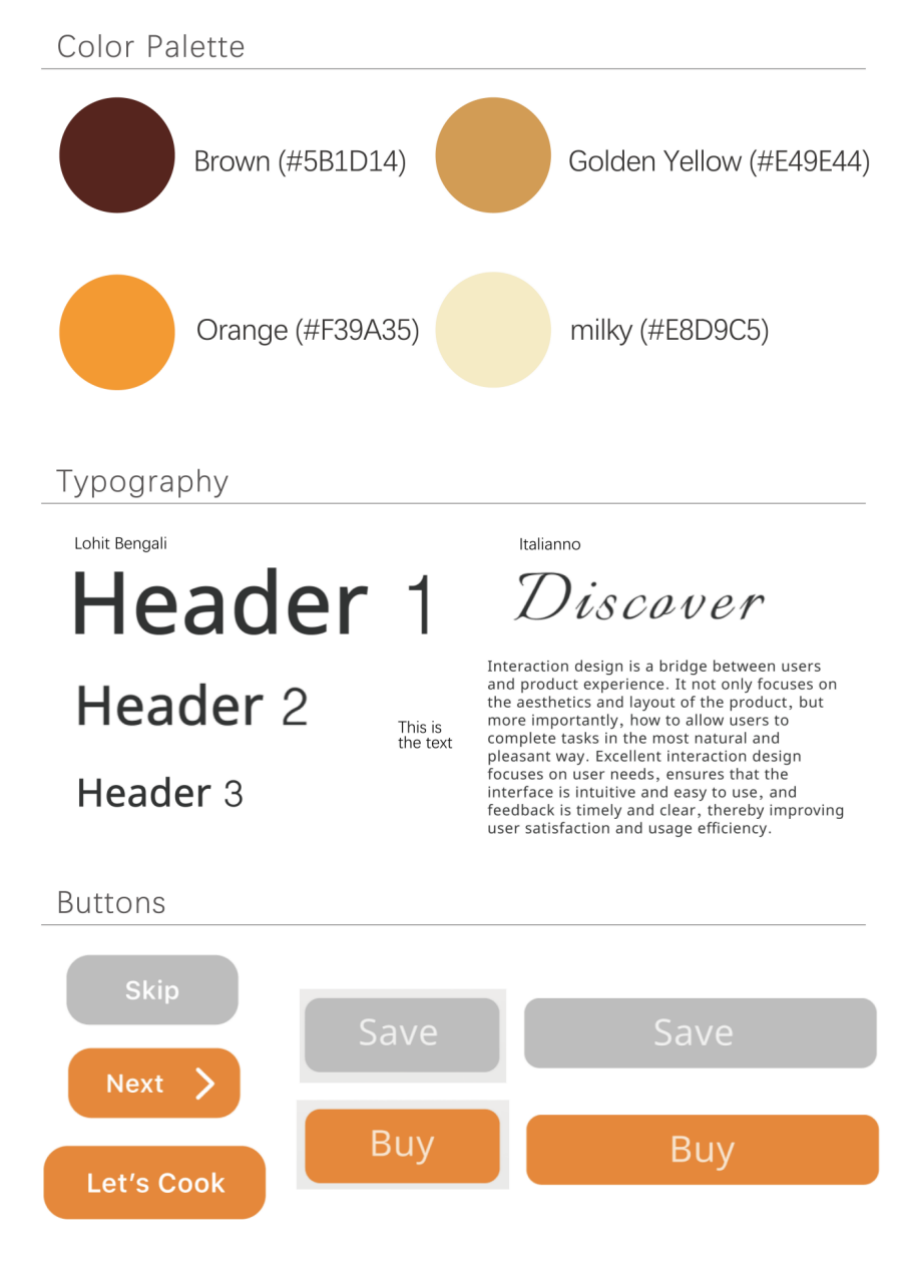 Color Palette
Brown (#5B1D14)
Golden Yellow (#E49E44)
Orange (#F39A35)
milky (#E8D9C5)
Typography
Lohit Bengali
Header 1
Header 2
Header 3
This is
the text
Italianno
Discover
Interaction design is a bridge between users
and product experience. It not only focuses on
the aesthetics and layout of the product, but
more importantly, how to allow users to
complete tasks in the most natural and
pleasant way. Excellent interaction design
focuses on user needs, ensures that the
interface is intuitive and easy to use, and
feedback is timely and clear, thereby improving
user satisfaction and usage efficiency.
Buttons
Skip
Next
Let's Cook
Save
Buy
Save
Buy